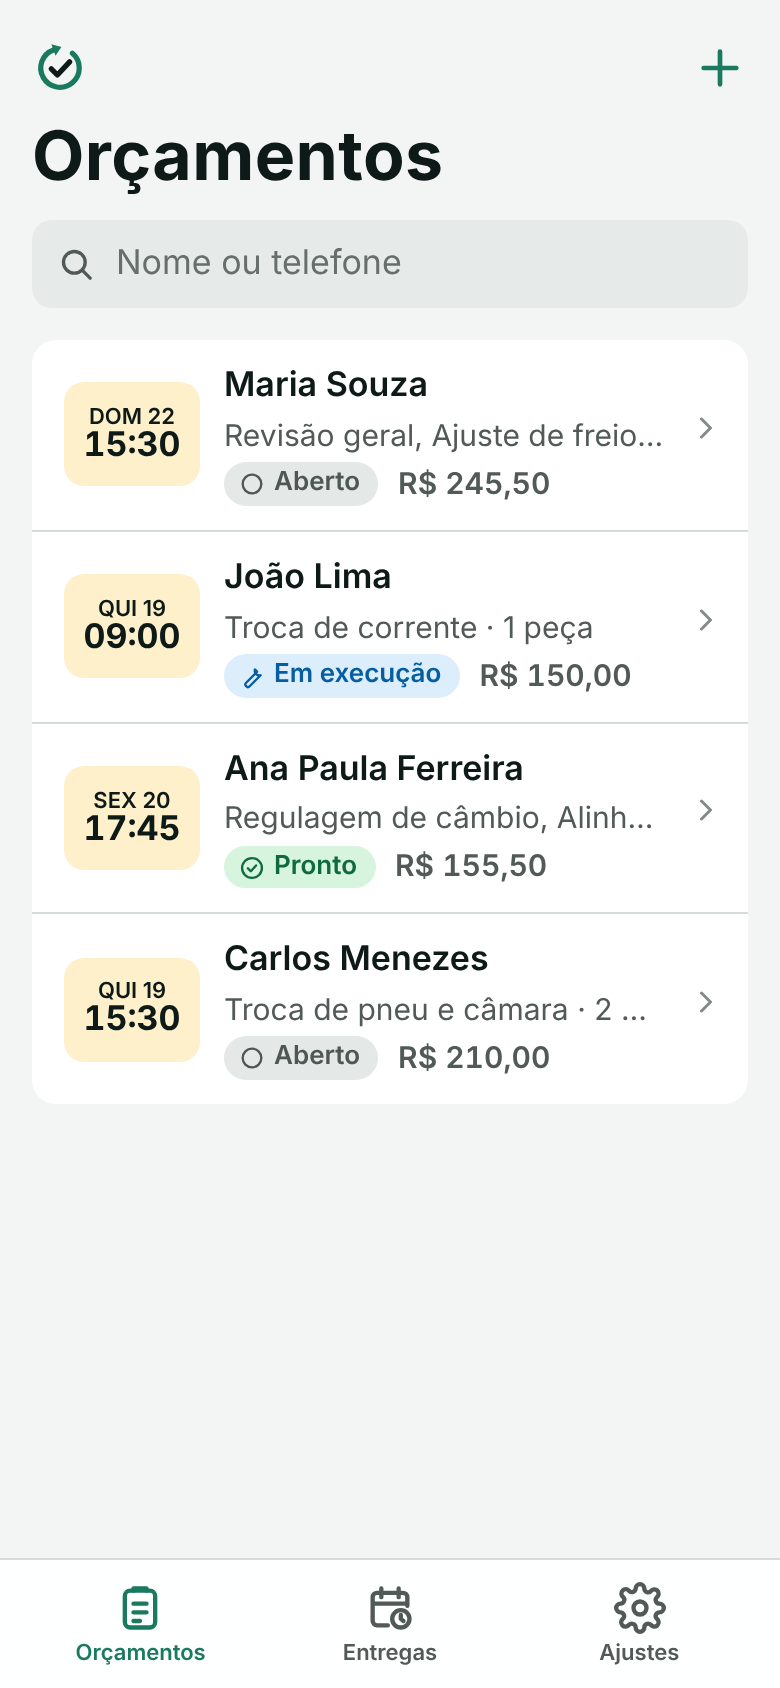 Orçamentos
Nome ou telefone
DOM 22
15:30
Maria Souza
Revisão geral, Ajuste de freio...
Aberto R$ 245,50
QUI 19
09:00
João Lima
Troca de corrente · 1 peça
Em execução R$ 150,00
SEX 20
17:45
Ana Paula Ferreira
Regulagem de câmbio, Alinh...
Pronto R$ 155,50
QUI 19
15:30
Carlos Menezes
Troca de pneu e câmara · 2 ...
Aberto R$ 210,00
Orçamentos Entregas Ajustes